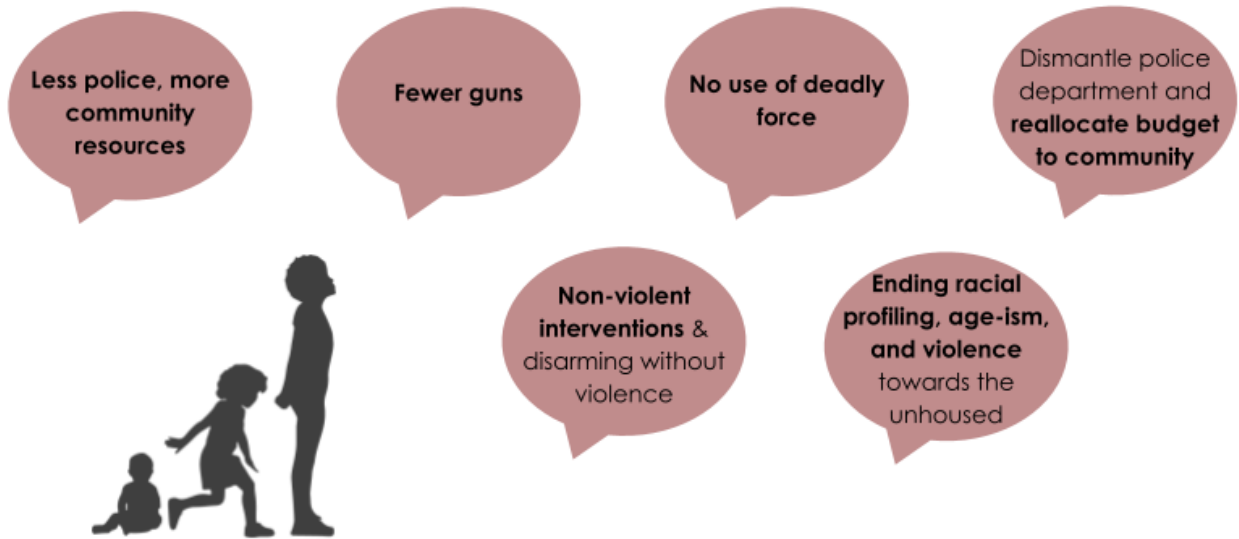 Less police, more
community
resources
Fewer guns
No use of deadly
force
Dismantle police
department and
reallocate budget
to community
Non-violent
interventions &
disarming without
violence
Ending racial
profiling, age-ism,
and violence
towards the
unhoused